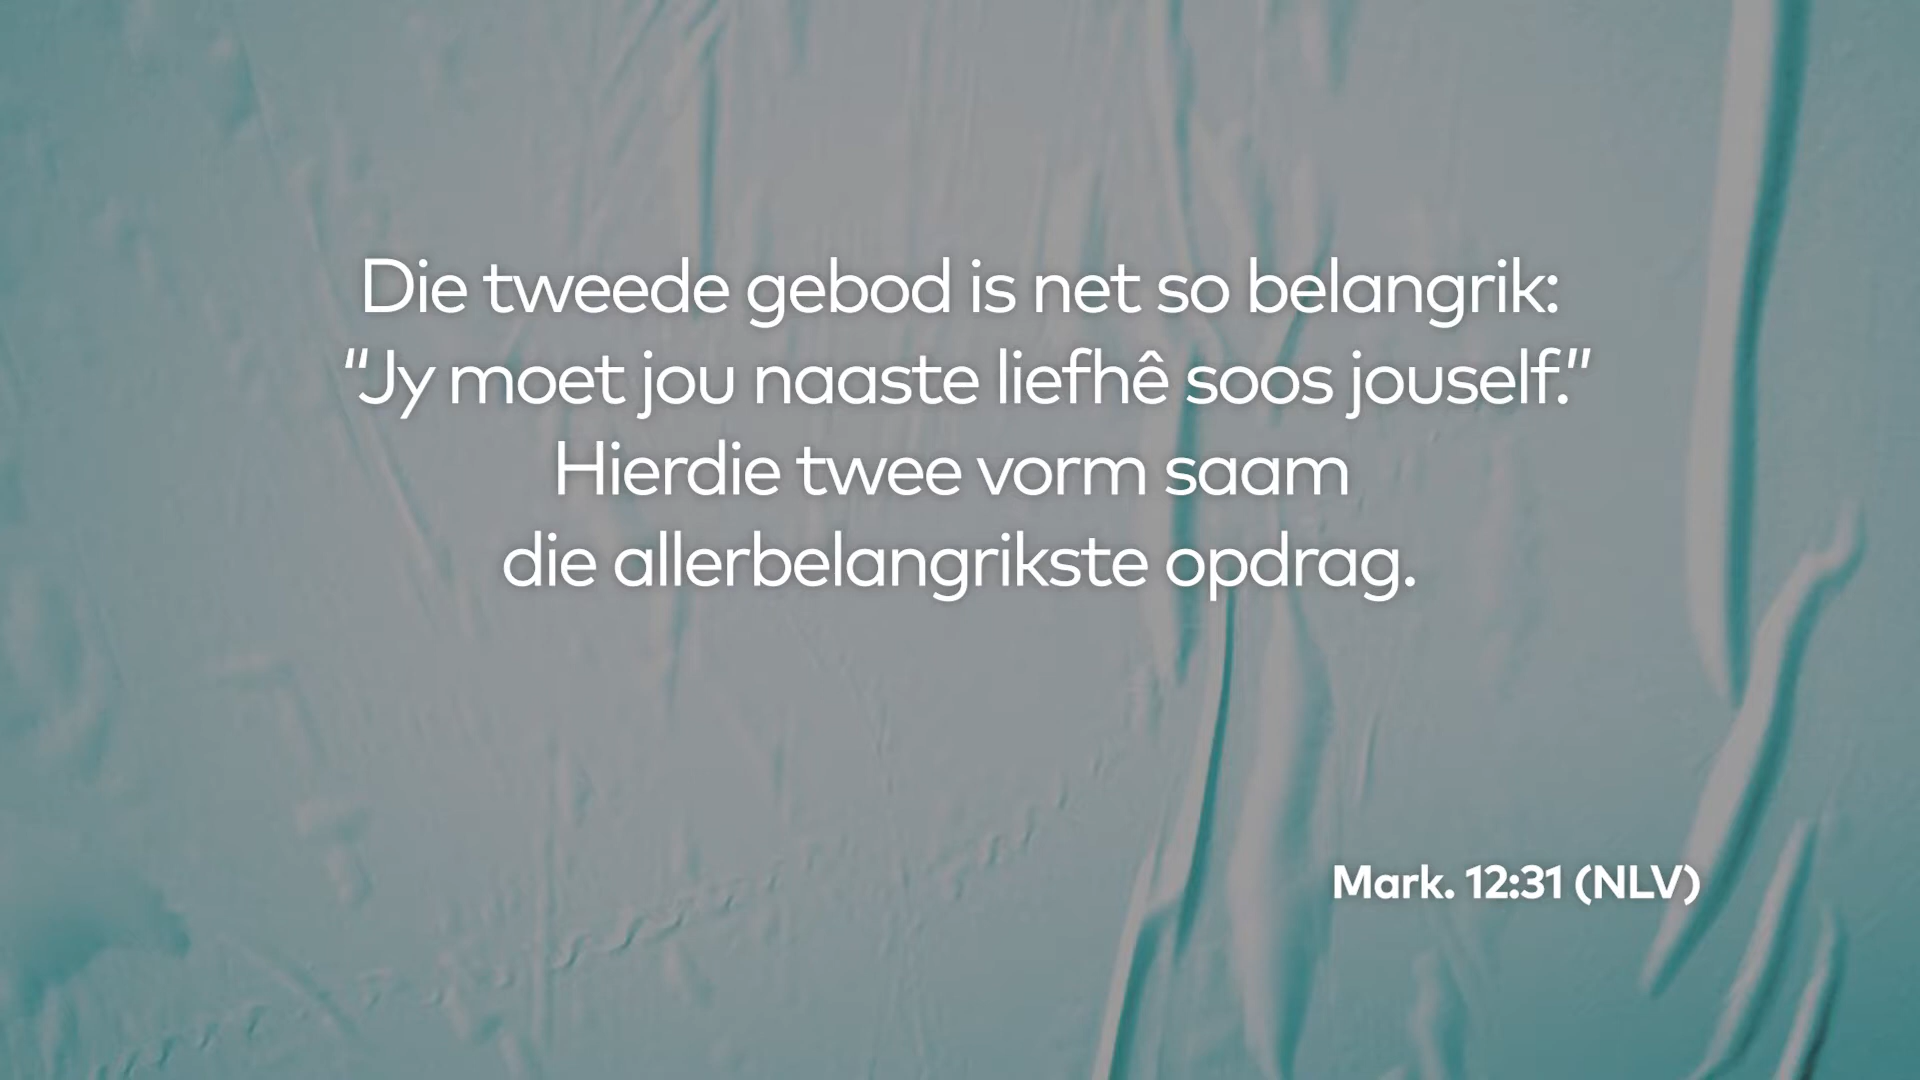 Die tweede gebod is net so belangrik:
“Jy moet jou naaste liefhê soos jouself.”
Hierdie twee vorm saam
die allerbelangrikste opdrag.
Mark. 12:31 (NLV)